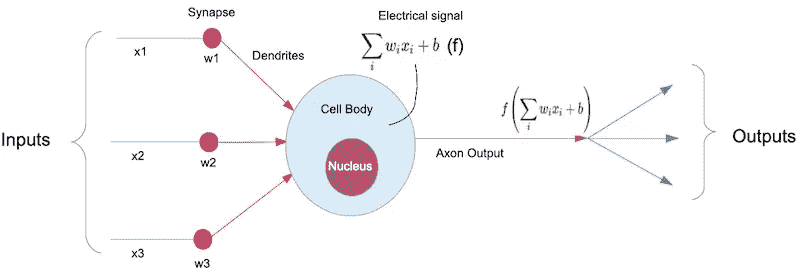 Synapse
Electrical signal
x1
w1
Dendrites
∑ᵢ wᵢxᵢ + b (f)
Cell Body
f(∑ᵢ wᵢxᵢ + b)
Inputs
x2
w2
Nucleus
Axon Output
Outputs
x3
w3